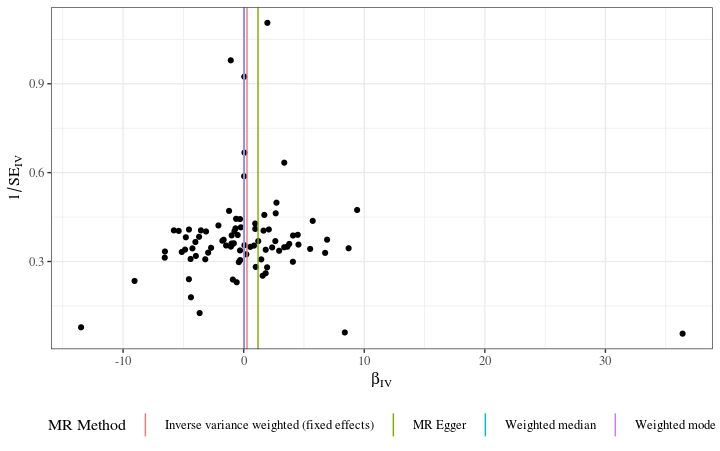 0.9
0.6
0.3
1/SE_IV
-10 0 10 20 30
β_IV
MR Method Inverse variance weighted (fixed effects) MR Egger Weighted median Weighted mode